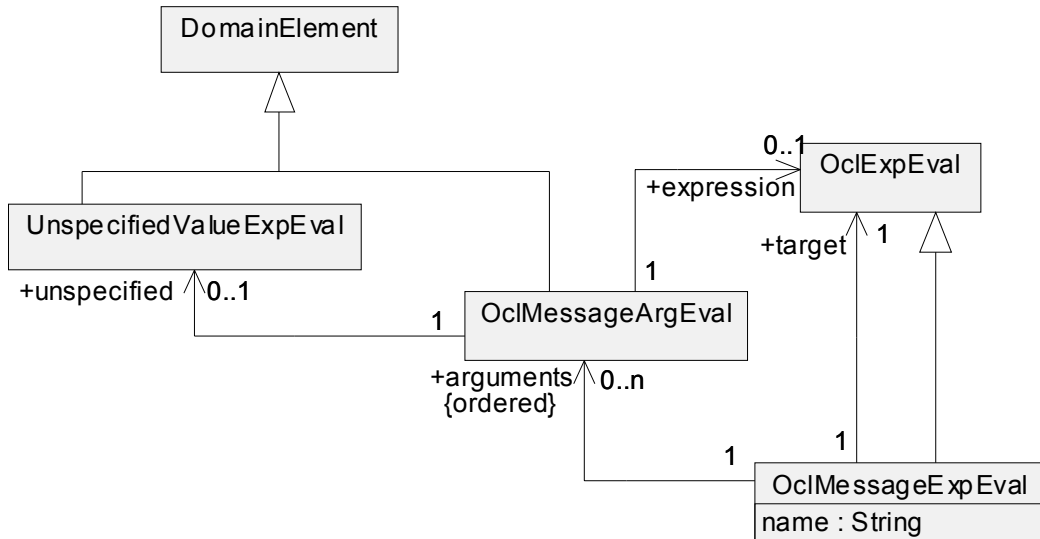 DomainElement
0..1
OclExpEval
+expression
UnspecifiedValueExpEval
+target
1
+unspecified
0..1
1
1
OclMessageArgEval
+arguments
{ordered}
0..n
1
1
OclMessageExpEval
name : String